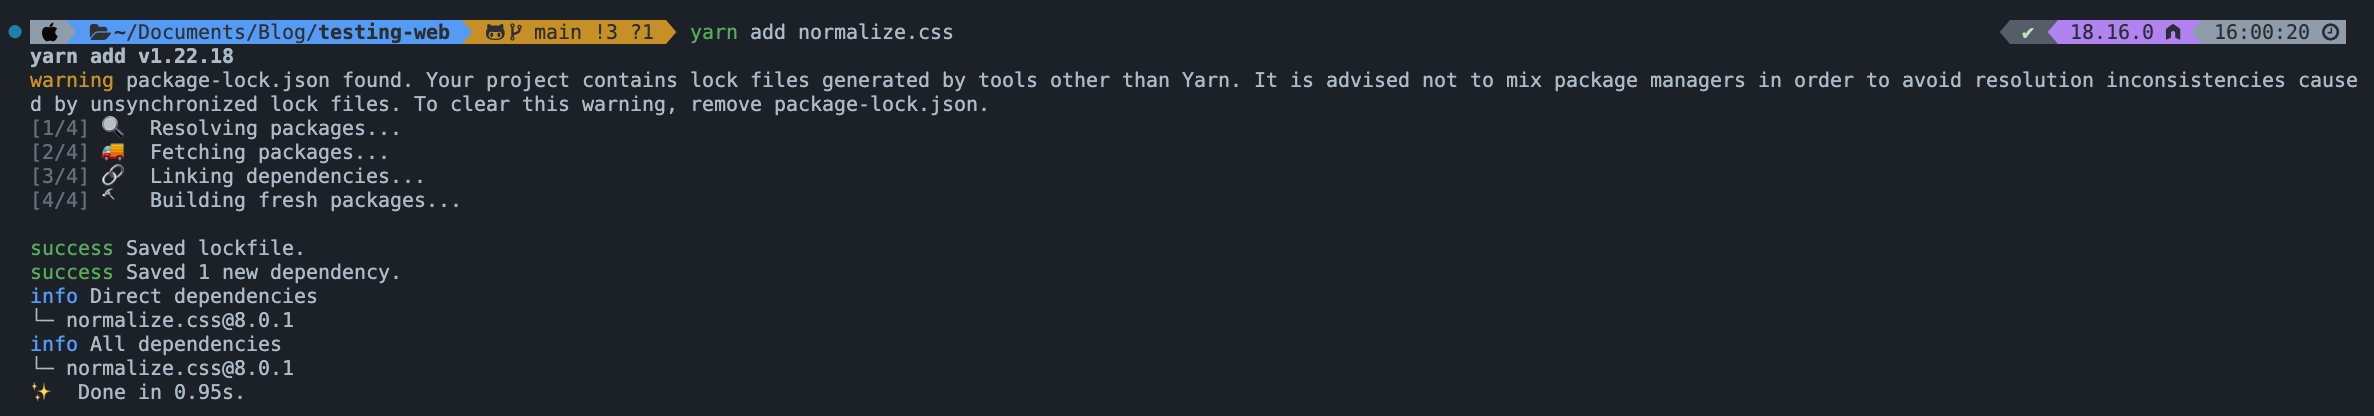 ~/Documents/Blog/testing-web main !3 ?1 yarn add normalize.css ✔ 18.16.0 16:00:20
yarn add v1.22.18
warning package-lock.json found. Your project contains lock files generated by tools other than Yarn. It is advised not to mix package managers in order to avoid resolution inconsistencies cause
d by unsynchronized lock files. To clear this warning, remove package-lock.json.
[1/4] 🔍 Resolving packages...
[2/4] 🚚 Fetching packages...
[3/4] 🔗 Linking dependencies...
[4/4] 🔨 Building fresh packages...
success Saved lockfile.
success Saved 1 new dependency.
info Direct dependencies
└─ normalize.css@8.0.1
info All dependencies
└─ normalize.css@8.0.1
✨ Done in 0.95s.